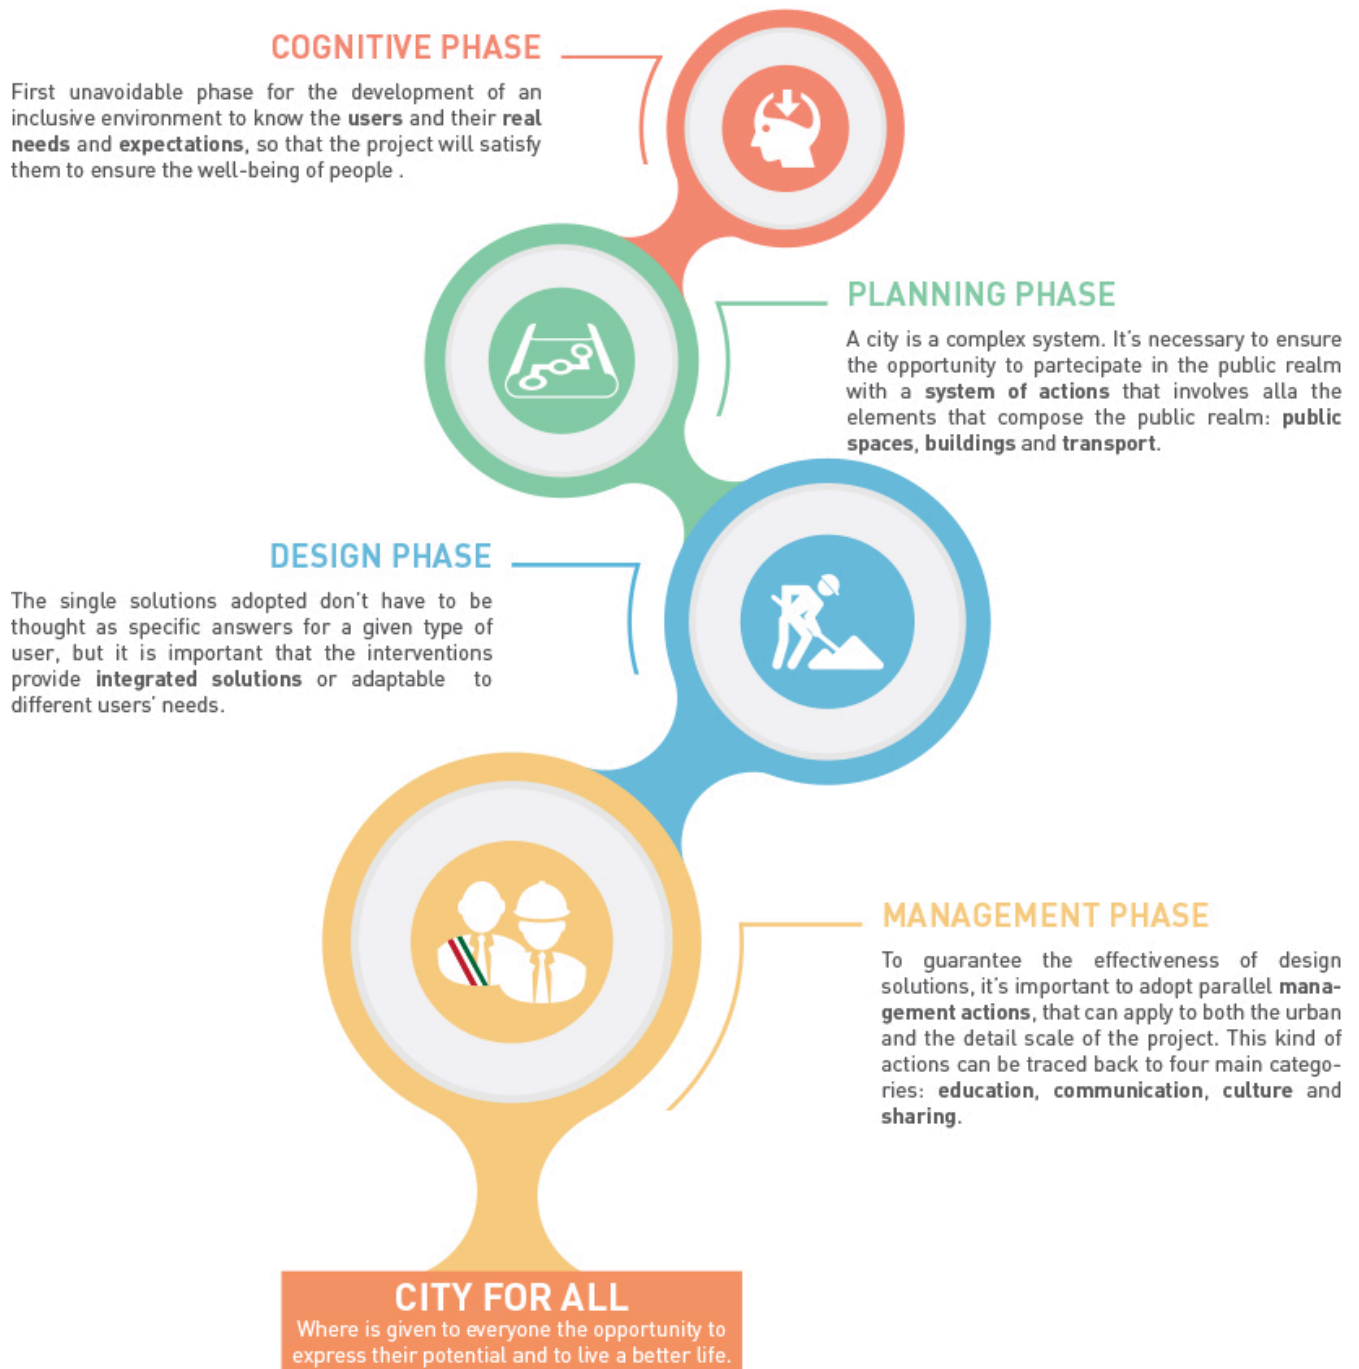 COGNITIVE PHASE
First unavoidable phase for the development of an
inclusive environment to know the users and their real
needs and expectations, so that the project will satisfy
them to ensure the well-being of people .
PLANNING PHASE
A city is a complex system. It's necessary to ensure
the opportunity to partecipate in the public realm
with a system of actions that involves alla the
elements that compose the public realm: public
spaces, buildings and transport.
DESIGN PHASE
The single solutions adopted don't have to be
thought as specific answers for a given type of
user, but it is important that the interventions
provide integrated solutions or adaptable to
different users' needs.
MANAGEMENT PHASE
To guarantee the effectiveness of design
solutions, it's important to adopt parallel mana-
gement actions, that can apply to both the urban
and the detail scale of the project. This kind of
actions can be traced back to four main catego-
ries: education, communication, culture and
sharing.
CITY FOR ALL
Where is given to everyone the opportunity to
express their potential and to live a better life.